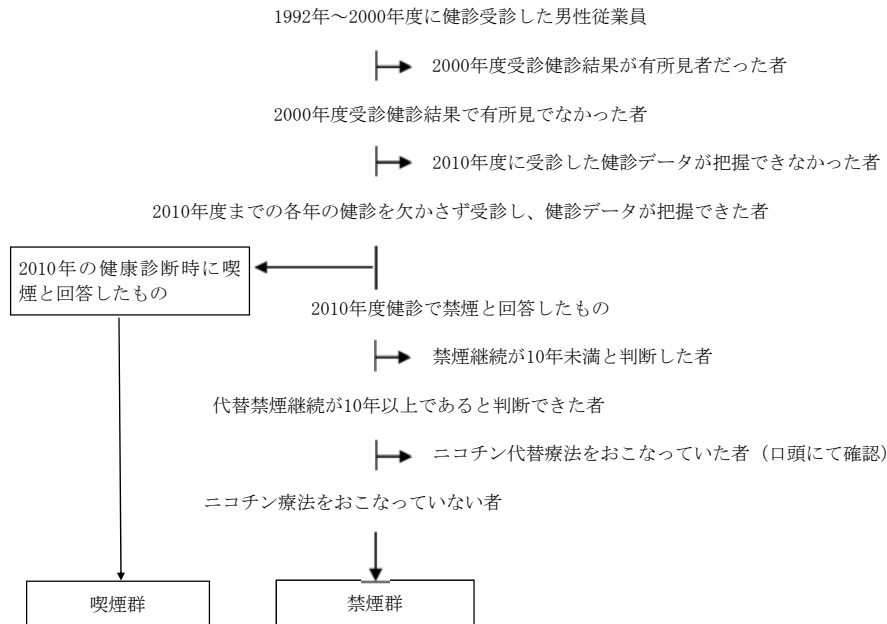 1992年～2000年度に健診受診した男性従業員
2000年度受診健診結果が有所見者だった者
2000年度受診健診結果で有所見でなかった者
2010年度に受診した健診データが把握できなかった者
2010年度までの各年の健診を欠かさず受診し、健診データが把握できた者
2010年の健康診断時に喫
煙と回答したもの
2010年度健診で禁煙と回答したもの
禁煙継続が10年未満と判断した者
代替禁煙継続が10年以上であると判断できた者
ニコチン代替療法をおこなっていた者（口頭にて確認）
ニコチン療法をおこなっていない者
喫煙群
禁煙群